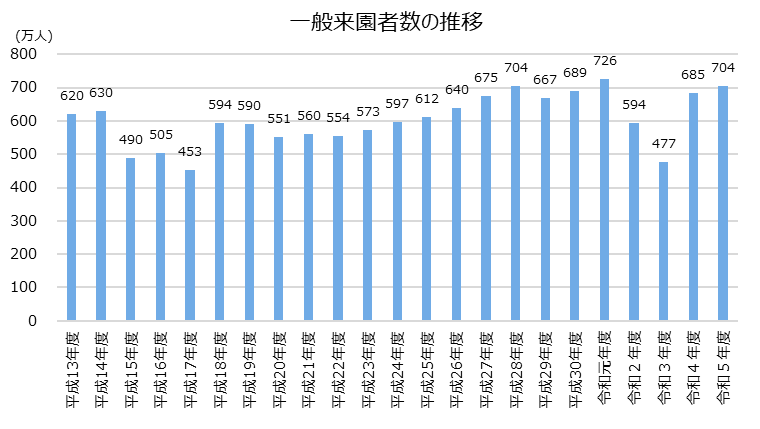 一般来園者数の推移
(万人)
800
700
600
500
400
300
200
100
0
620
630
490
505
453
594
590
551
560
554
573
597
612
640
675
704
667
689
726
594
477
685
704
平成13年度
平成14年度
平成15年度
平成16年度
平成17年度
平成18年度
平成19年度
平成20年度
平成21年度
平成22年度
平成23年度
平成24年度
平成25年度
平成26年度
平成27年度
平成28年度
平成29年度
平成30年度
令和元年度
令和２年度
令和３年度
令和４年度
令和５年度